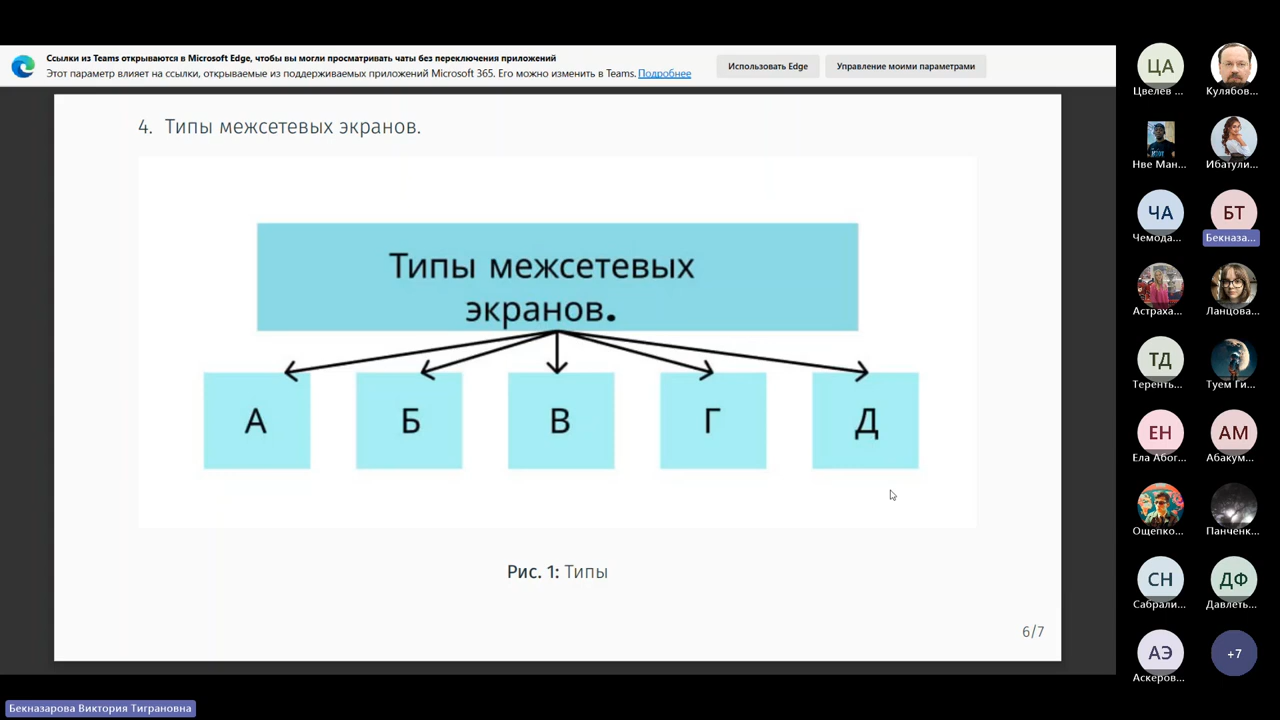 Ссылки из Teams открываются в Microsoft Edge, чтобы вы могли просматривать чаты без переключения приложений
Этот параметр влияет на ссылки, открываемые из поддерживаемых приложений Microsoft 365. Его можно изменить в Teams. Подробнее
Использовать Edge
Управление моими параметрами
4. Типы межсетевых экранов.
Типы межсетевых
экранов.
А
Б
В
Г
Д
Рис. 1: Типы
6/7
ЦА
Цвелев ...
Кулябов...
Нве Ман...
Ибатули...
ЧА
Чемода...
БТ
Бекназа...
Астраха...
Ланцова...
ТД
Теренть...
Туем Ги...
ЕН
Ела Абог...
АМ
Абакум...
Ощепко...
Панченк...
СН
Сабрали...
ДФ
Давлеть...
АЭ
Аскеров...
+7
Бекназарова Виктория Тиграновна